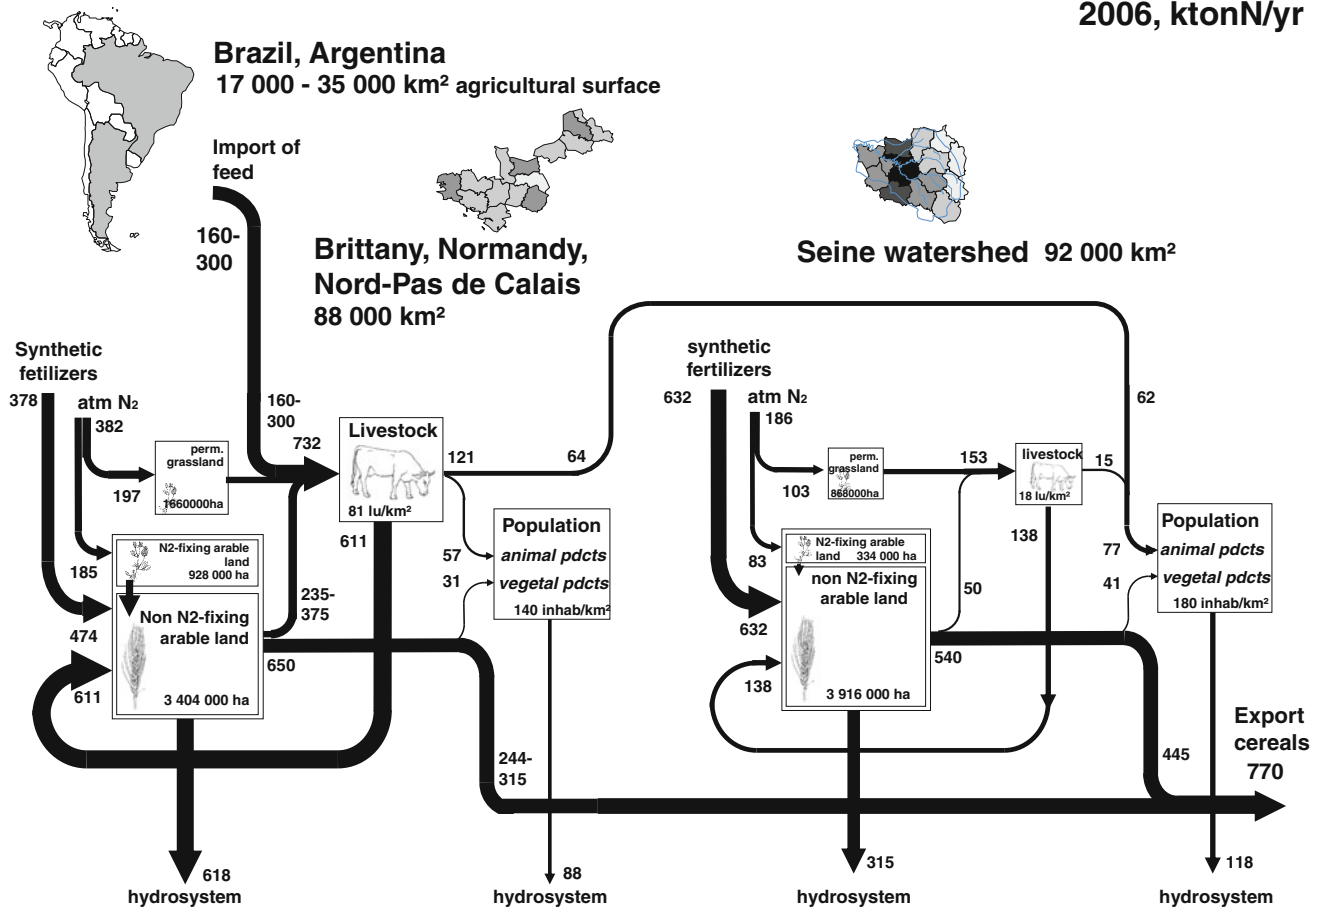 2006, ktonN/yr
Brazil, Argentina
17 000 - 35 000 km² agricultural surface
Import of
feed
160-
300
Brittany, Normandy,
Nord-Pas de Calais
88 000 km²
Seine watershed 92 000 km²
Synthetic
fetilizers
378
atm N2
382
197
perm.
grassland
1660000ha
160-
300
732
Livestock
81 lu/km²
121
64
611
57
31
Population
animal pdcts
vegetal pdcts
140 inhab/km²
185
N2-fixing arable
land
928 000 ha
474
Non N2-fixing
arable land
3 404 000 ha
611
235-
375
650
244-
315
618
hydrosystem
88
hydrosystem
synthetic
fertilizers
632
atm N2
186
103
perm.
grassland
868000ha
153
livestock
18 lu/km²
15
62
138
77
41
Population
animal pdcts
vegetal pdcts
180 inhab/km²
83
N2-fixing arable
land 334 000 ha
632
non N2-fixing
arable land
3 916 000 ha
138
50
540
445
Export
cereals
770
315
hydrosystem
118
hydrosystem